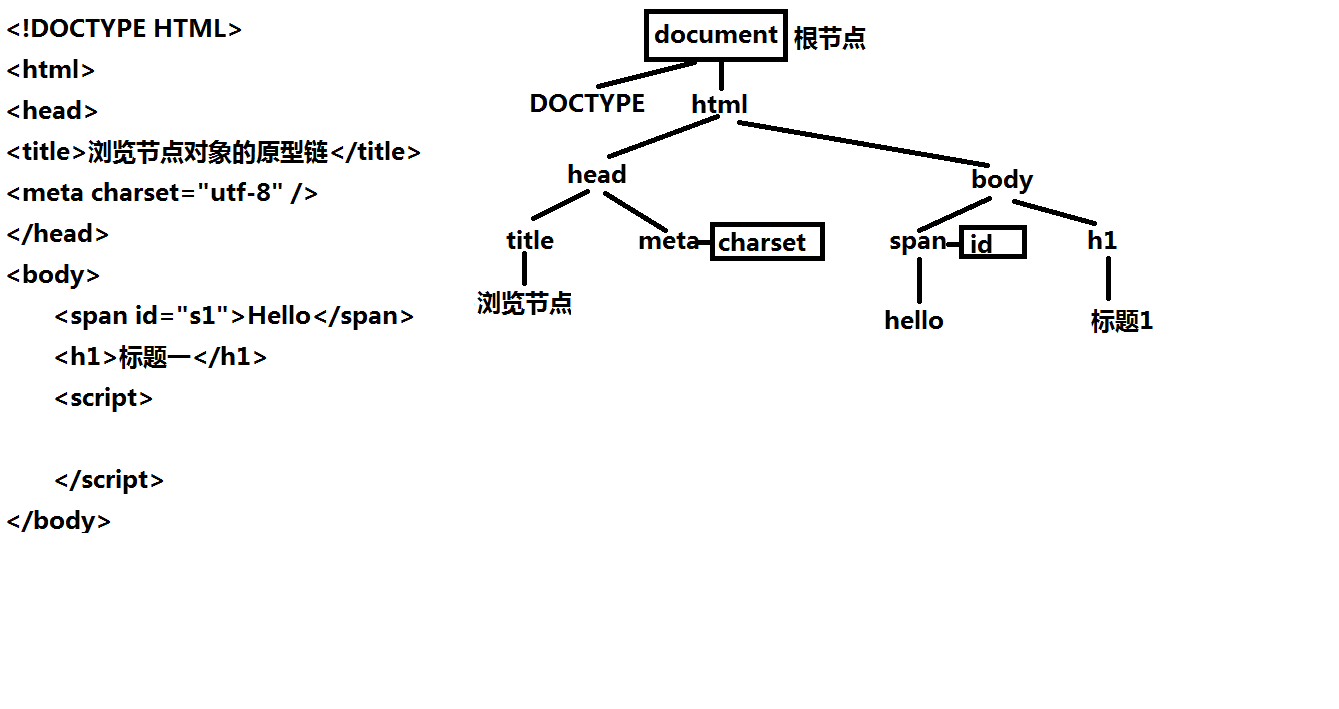 <!DOCTYPE HTML>
<html>
<head>
<title>浏览节点对象的原型链</title>
<meta charset="utf-8" />
</head>
<body>
<span id="s1">Hello</span>
<h1>标题一</h1>
<script>
</script>
</body>
document 根节点
DOCTYPE html
head body
title meta charset span id h1
浏览节点 hello 标题1